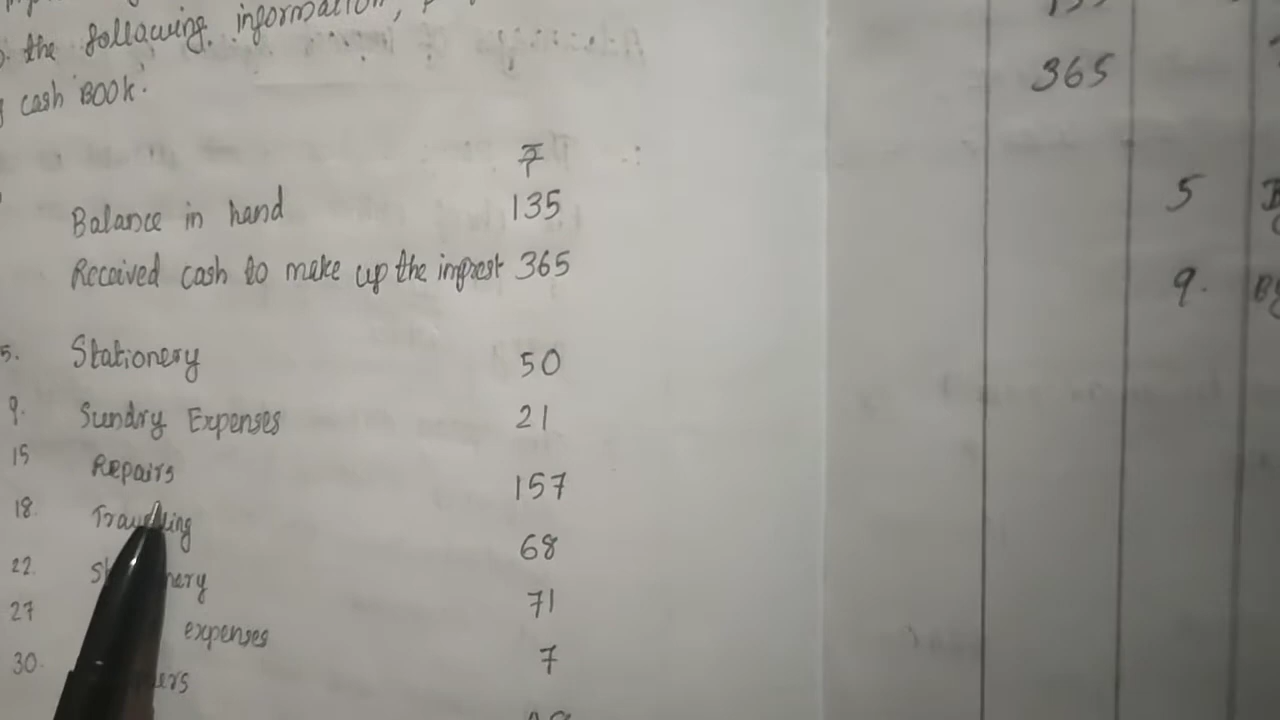 the following information,
cash Book.
₹
Balance in hand 135
Received cash to make up the imprest 365
5. Stationery 50
9. Sundry Expenses 21
15 Repairs 157
18. Travelling 68
22. 71
27 expenses 7
30.
365
5
9.